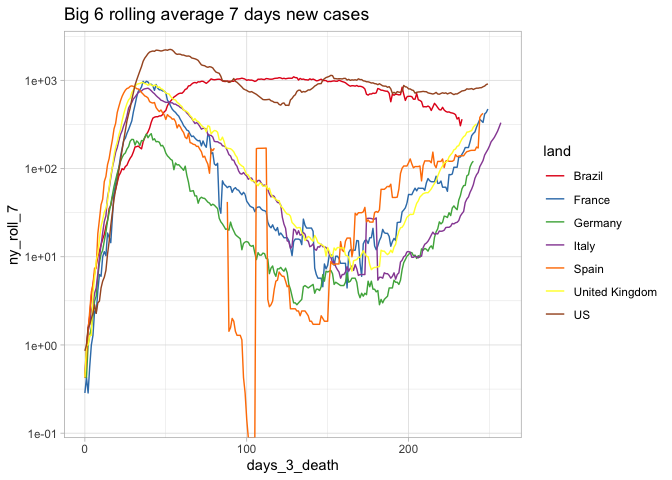 Big 6 rolling average 7 days new cases
ny_roll_7
1e+03
1e+02
1e+01
1e+00
1e-01
0
100
200
days_3_death
land
Brazil
France
Germany
Italy
Spain
United Kingdom
US